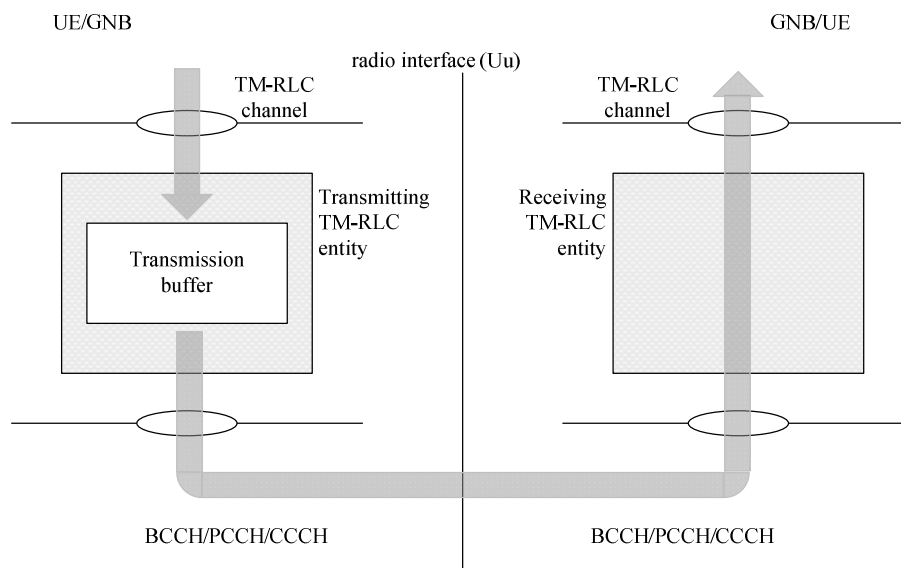 UE/GNB
GNB/UE
radio interface (Uu)
TM-RLC
channel
TM-RLC
channel
Transmitting
TM-RLC
entity
Receiving
TM-RLC
entity
Transmission
buffer
BCCH/PCCH/CCCH
BCCH/PCCH/CCCH